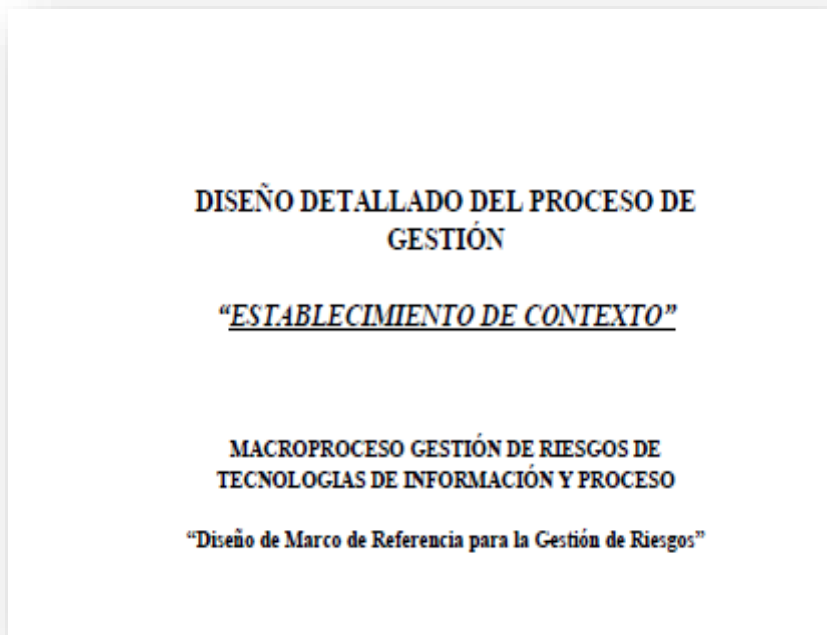 DISEÑO DETALLADO DEL PROCESO DE
GESTIÓN
“ESTABLECIMIENTO DE CONTEXTO”
MACROPROCESO GESTIÓN DE RIESGOS DE
TECNOLOGIAS DE INFORMACIÓN Y PROCESO
“Diseño de Marco de Referencia para la Gestión de Riesgos”